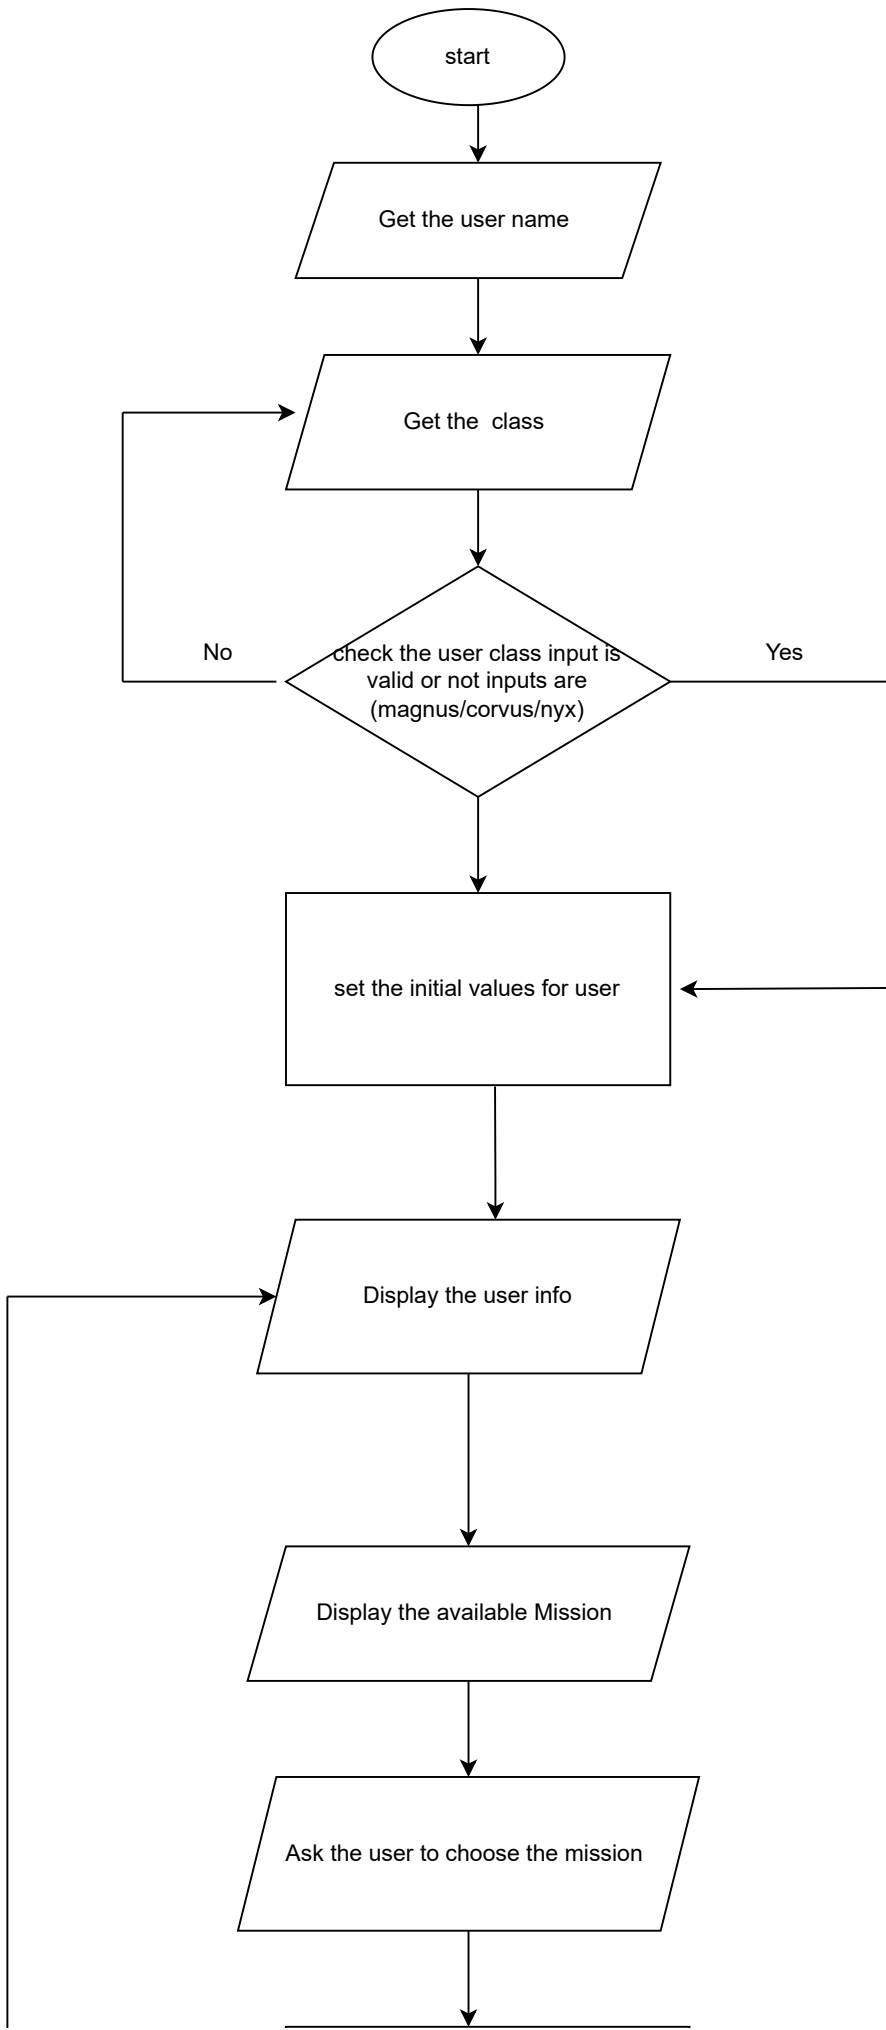 start
Get the user name
Get the  class
No
check the user class input is
valid or not inputs are
(magnus/corvus/nyx)
Yes
set the initial values for user
Display the user info
Display the available Mission
Ask the user to choose the mission